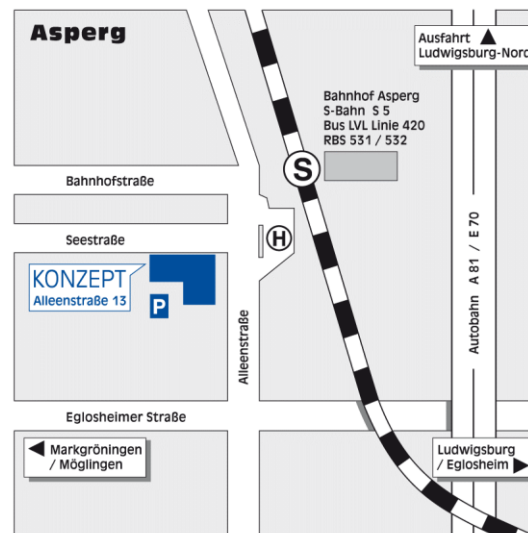 Asperg
Ausfahrt
Ludwigsburg-Nord
Bahnhof Asperg
S-Bahn S 5
Bus LVL Linie 420
RBS 531 / 532
S
Bahnhofstraße
Seestraße
H
KONZEPT
Alleenstraße 13
P
Alleenstraße
Autobahn A 81 / E 70
Eglosheimer Straße
Markgröningen
/ Möglingen
Ludwigsburg
/ Eglosheim